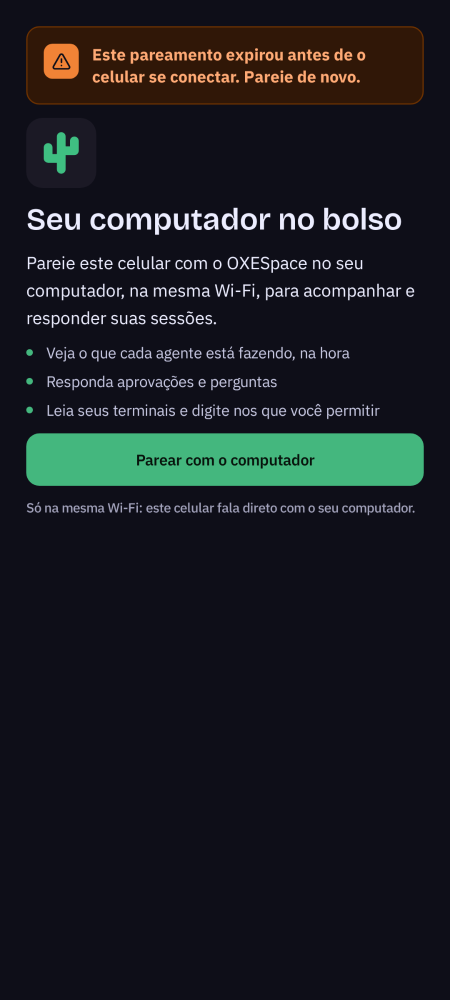 Este pareamento expirou antes de o
celular se conectar. Pareie de novo.
Seu computador no bolso
Pareie este celular com o OXESpace no seu
computador, na mesma Wi-Fi, para acompanhar e
responder suas sessões.
Veja o que cada agente está fazendo, na hora
Responda aprovações e perguntas
Leia seus terminais e digite nos que você permitir
Parear com o computador
Só na mesma Wi-Fi: este celular fala direto com o seu computador.